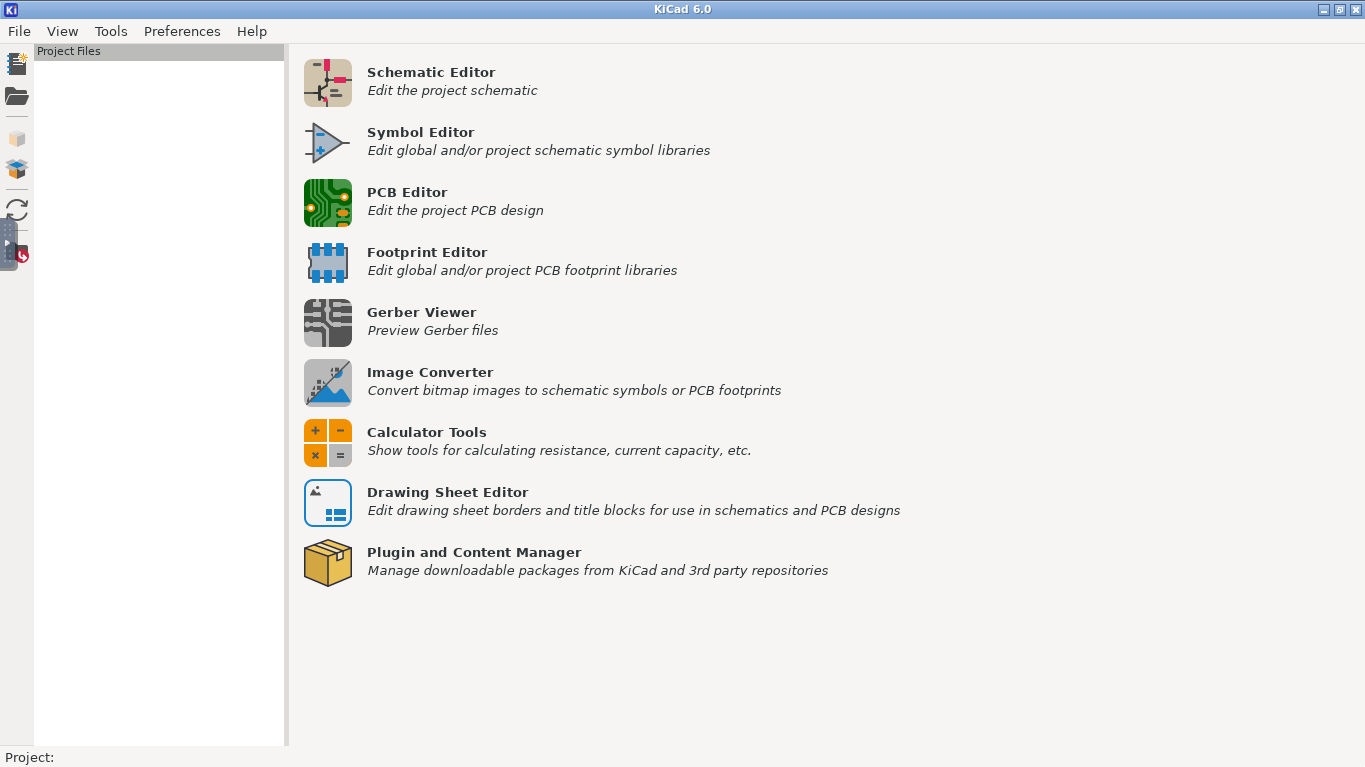 KiCad 6.0
File View Tools Preferences Help
Project Files
Schematic Editor
Edit the project schematic
Symbol Editor
Edit global and/or project schematic symbol libraries
PCB Editor
Edit the project PCB design
Footprint Editor
Edit global and/or project PCB footprint libraries
Gerber Viewer
Preview Gerber files
Image Converter
Convert bitmap images to schematic symbols or PCB footprints
Calculator Tools
Show tools for calculating resistance, current capacity, etc.
Drawing Sheet Editor
Edit drawing sheet borders and title blocks for use in schematics and PCB designs
Plugin and Content Manager
Manage downloadable packages from KiCad and 3rd party repositories
Project: